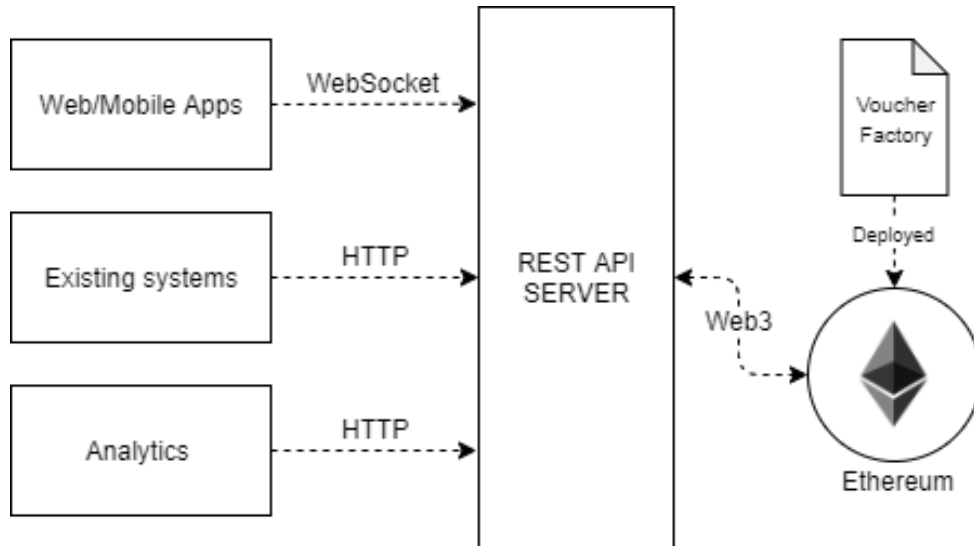 Web/Mobile Apps
WebSocket
Existing systems
HTTP
Analytics
HTTP
REST API
SERVER
Web3
Voucher
Factory
Deployed
Ethereum